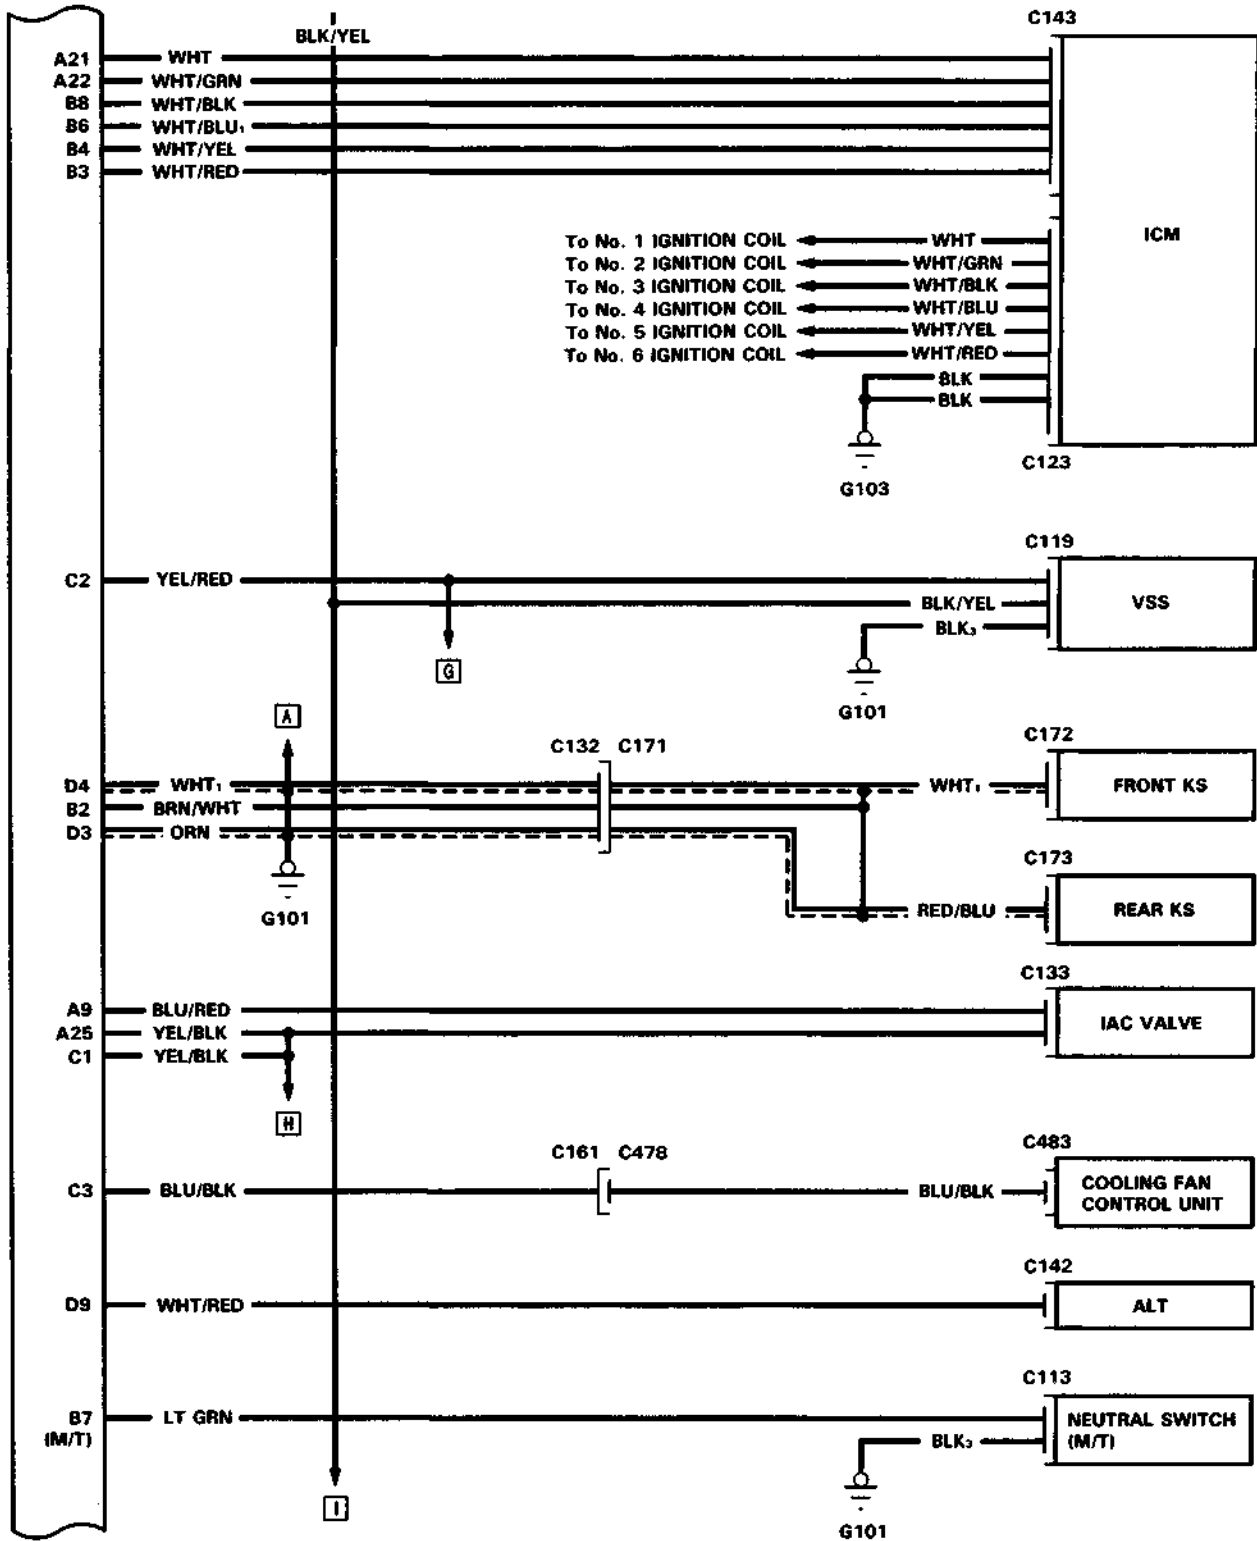 C143
BLK/YEL
A21 WHT
A22 WHT/GRN
B8 WHT/BLK
B6 WHT/BLU₁
B4 WHT/YEL
B3 WHT/RED
ICM
To No. 1 IGNITION COIL WHT
To No. 2 IGNITION COIL WHT/GRN
To No. 3 IGNITION COIL WHT/BLK
To No. 4 IGNITION COIL WHT/BLU
To No. 5 IGNITION COIL WHT/YEL
To No. 6 IGNITION COIL WHT/RED
BLK
BLK
C123
G103
C119
C2 YEL/RED
BLK/YEL VSS
BLK₃
G
G101
A
C132 C171 C172
D4 WHT₁ WHT₁ FRONT KS
B2 BRN/WHT
D3 ORN
C173
G101 RED/BLU REAR KS
C133
A9 BLU/RED
A25 YEL/BLK IAC VALVE
C1 YEL/BLK
H
C161 C478 C483
C3 BLU/BLK BLU/BLK COOLING FAN
CONTROL UNIT
C142
D9 WHT/RED ALT
C113
B7 LT GRN NEUTRAL SWITCH
(M/T) BLK₃ (M/T)
I
G101